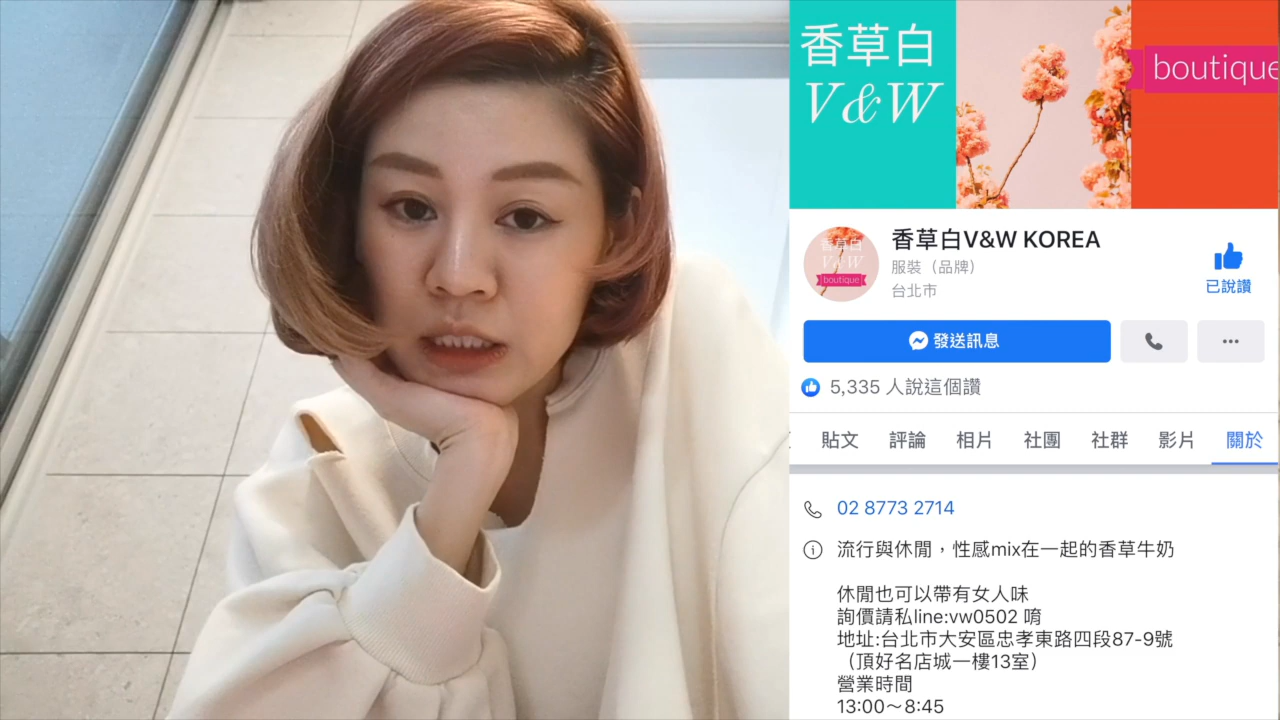 香草白
V&W
boutique
香草白V&W KOREA
服裝（品牌）
台北市
已說讚
發送訊息
5,335 人說這個讚
貼文 評論 相片 社團 社群 影片 關於
02 8773 2714
流行與休閒，性感mix在一起的香草牛奶
休閒也可以帶有女人味
詢價請私line:vw0502 唷
地址:台北市大安區忠孝東路四段87-9號
（頂好名店城一樓13室）
營業時間
13:00～8:45
香草白
V&W
boutique